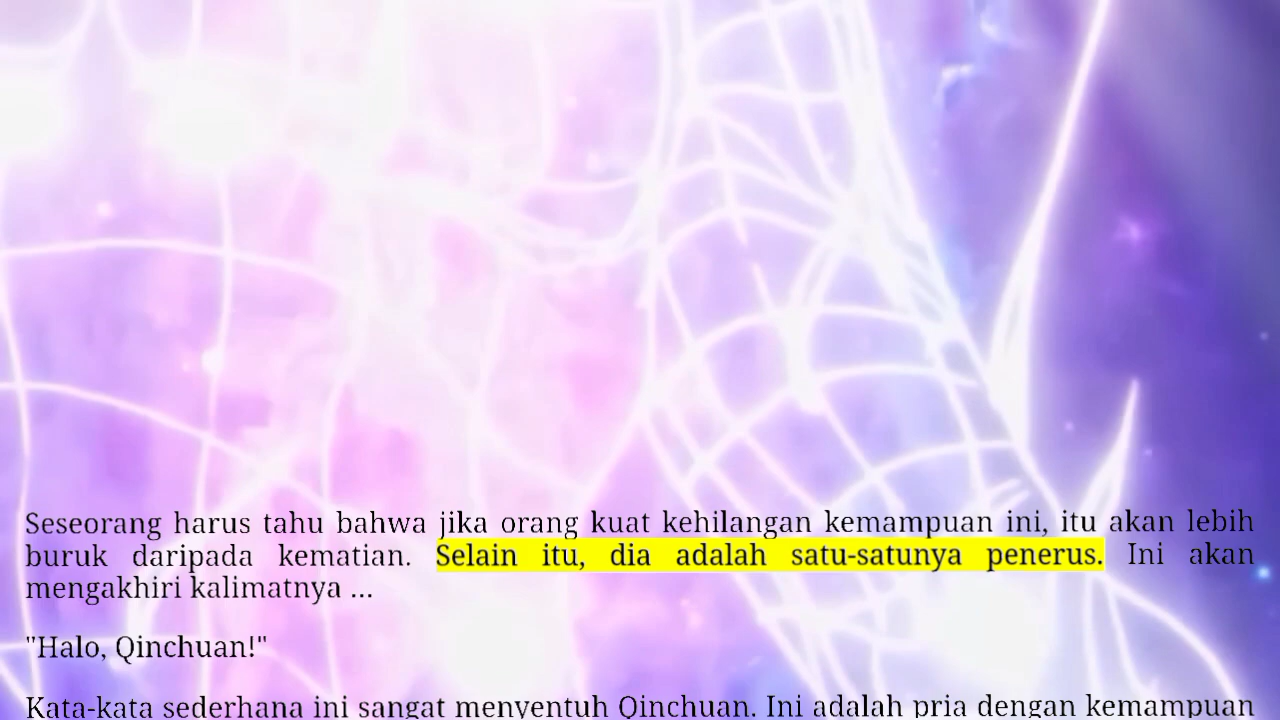 Seseorang harus tahu bahwa jika orang kuat kehilangan kemampuan ini, itu akan lebih
buruk daripada kematian. Selain itu, dia adalah satu-satunya penerus. Ini akan
mengakhiri kalimatnya ...
"Halo, Qinchuan!"
Kata-kata sederhana ini sangat menyentuh Qinchuan. Ini adalah pria dengan kemampuan